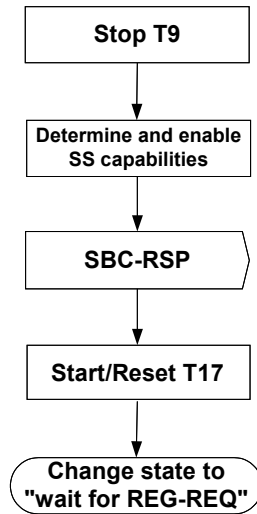 Stop T9
Determine and enable
SS capabilities
SBC-RSP
Start/Reset T17
Change state to
"wait for REG-REQ"